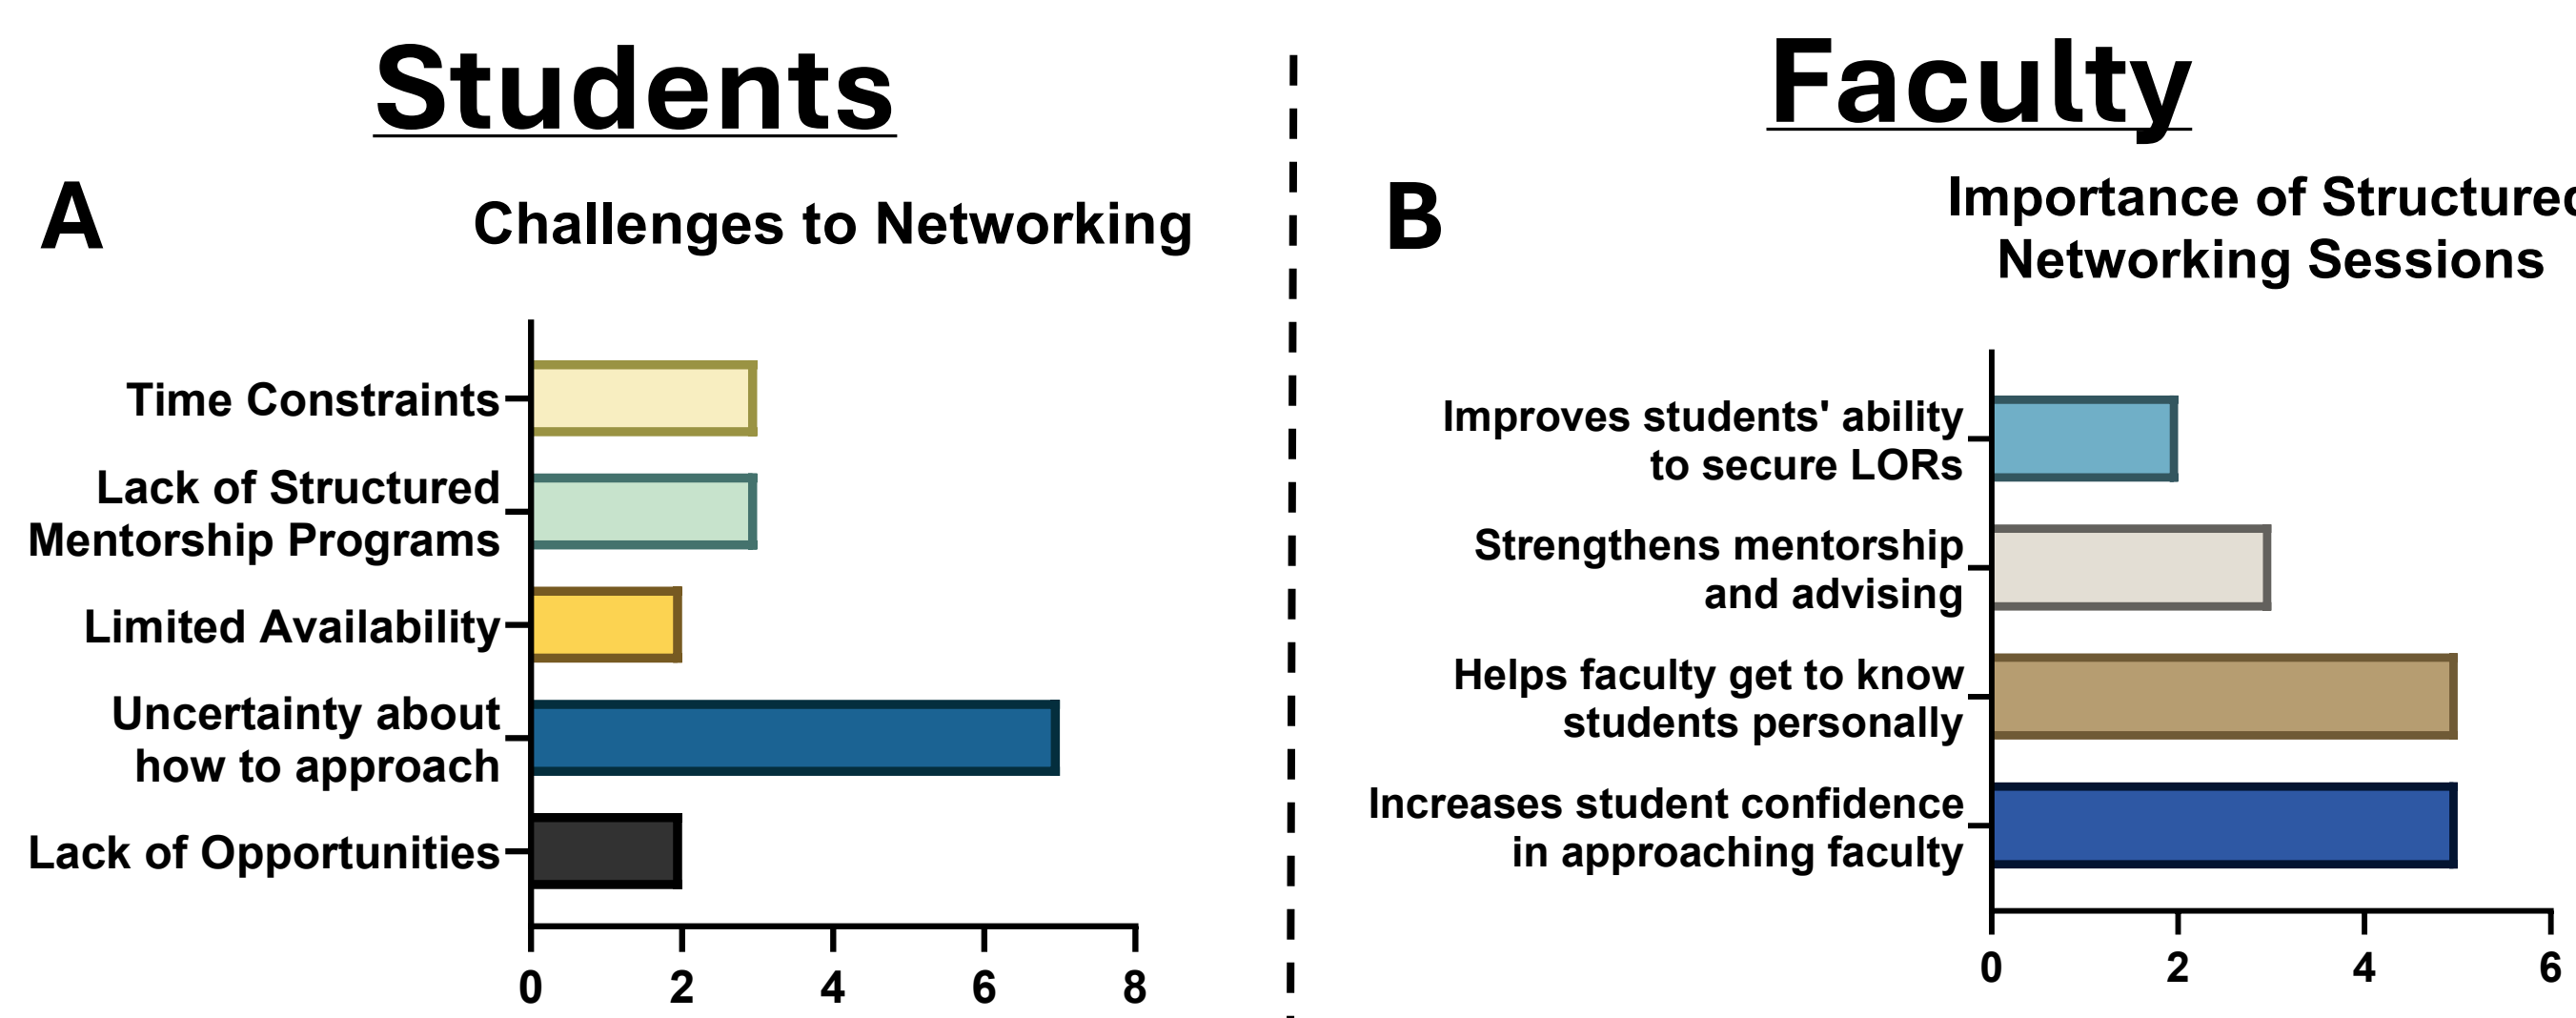 Students
A
Challenges to Networking
Time Constraints
Lack of Structured
Mentorship Programs
Limited Availability
Uncertainty about
how to approach
Lack of Opportunities
0 2 4 6 8
Faculty
B
Importance of Structured
Networking Sessions
Improves students' ability
to secure LORs
Strengthens mentorship
and advising
Helps faculty get to know
students personally
Increases student confidence
in approaching faculty
0 2 4 6